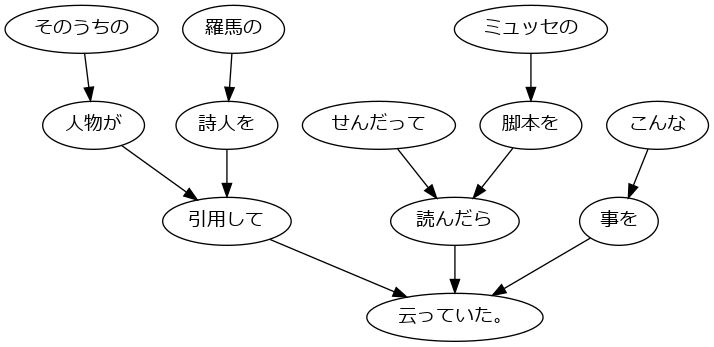 そのうちの
羅馬の
ミュッセの
人物が
詩人を
せんだって
脚本を
こんな
引用して
読んだら
事を
云っていた。